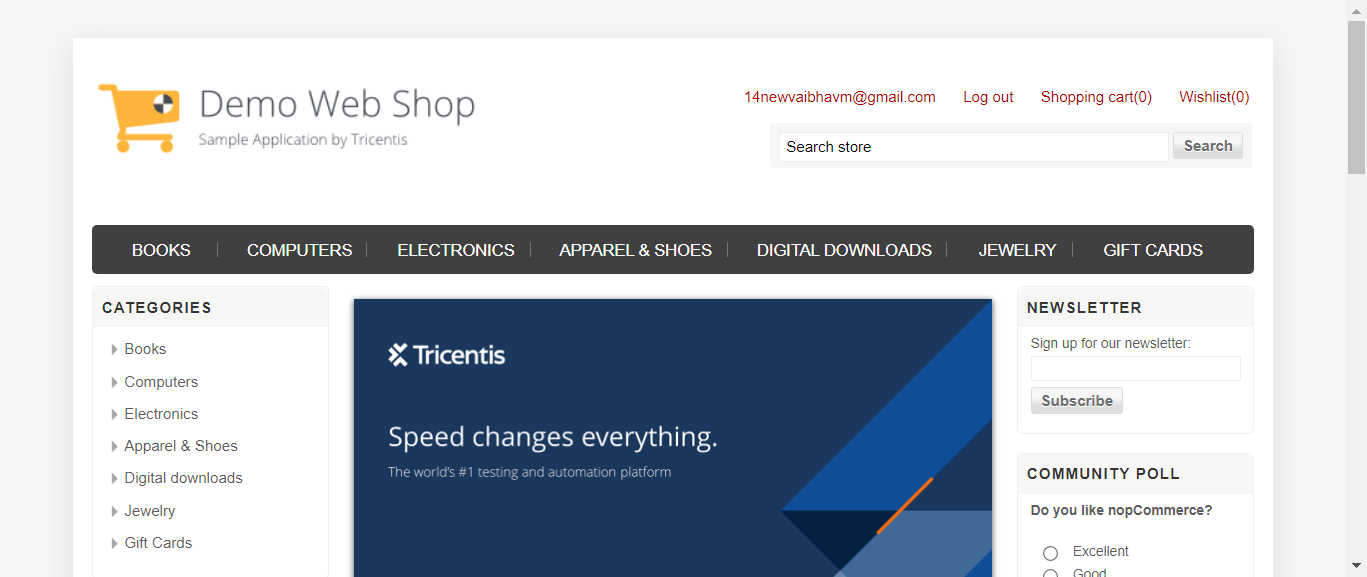 Demo Web Shop
Sample Application by Tricentis
14newvaibhavm@gmail.com Log out Shopping cart(0) Wishlist(0)
Search store Search
BOOKS COMPUTERS ELECTRONICS APPAREL & SHOES DIGITAL DOWNLOADS JEWELRY GIFT CARDS
CATEGORIES
Books
Computers
Electronics
Apparel & Shoes
Digital downloads
Jewelry
Gift Cards
Tricentis
Speed changes everything.
The world's #1 testing and automation platform
NEWSLETTER
Sign up for our newsletter:
Subscribe
COMMUNITY POLL
Do you like nopCommerce?
Excellent
Good